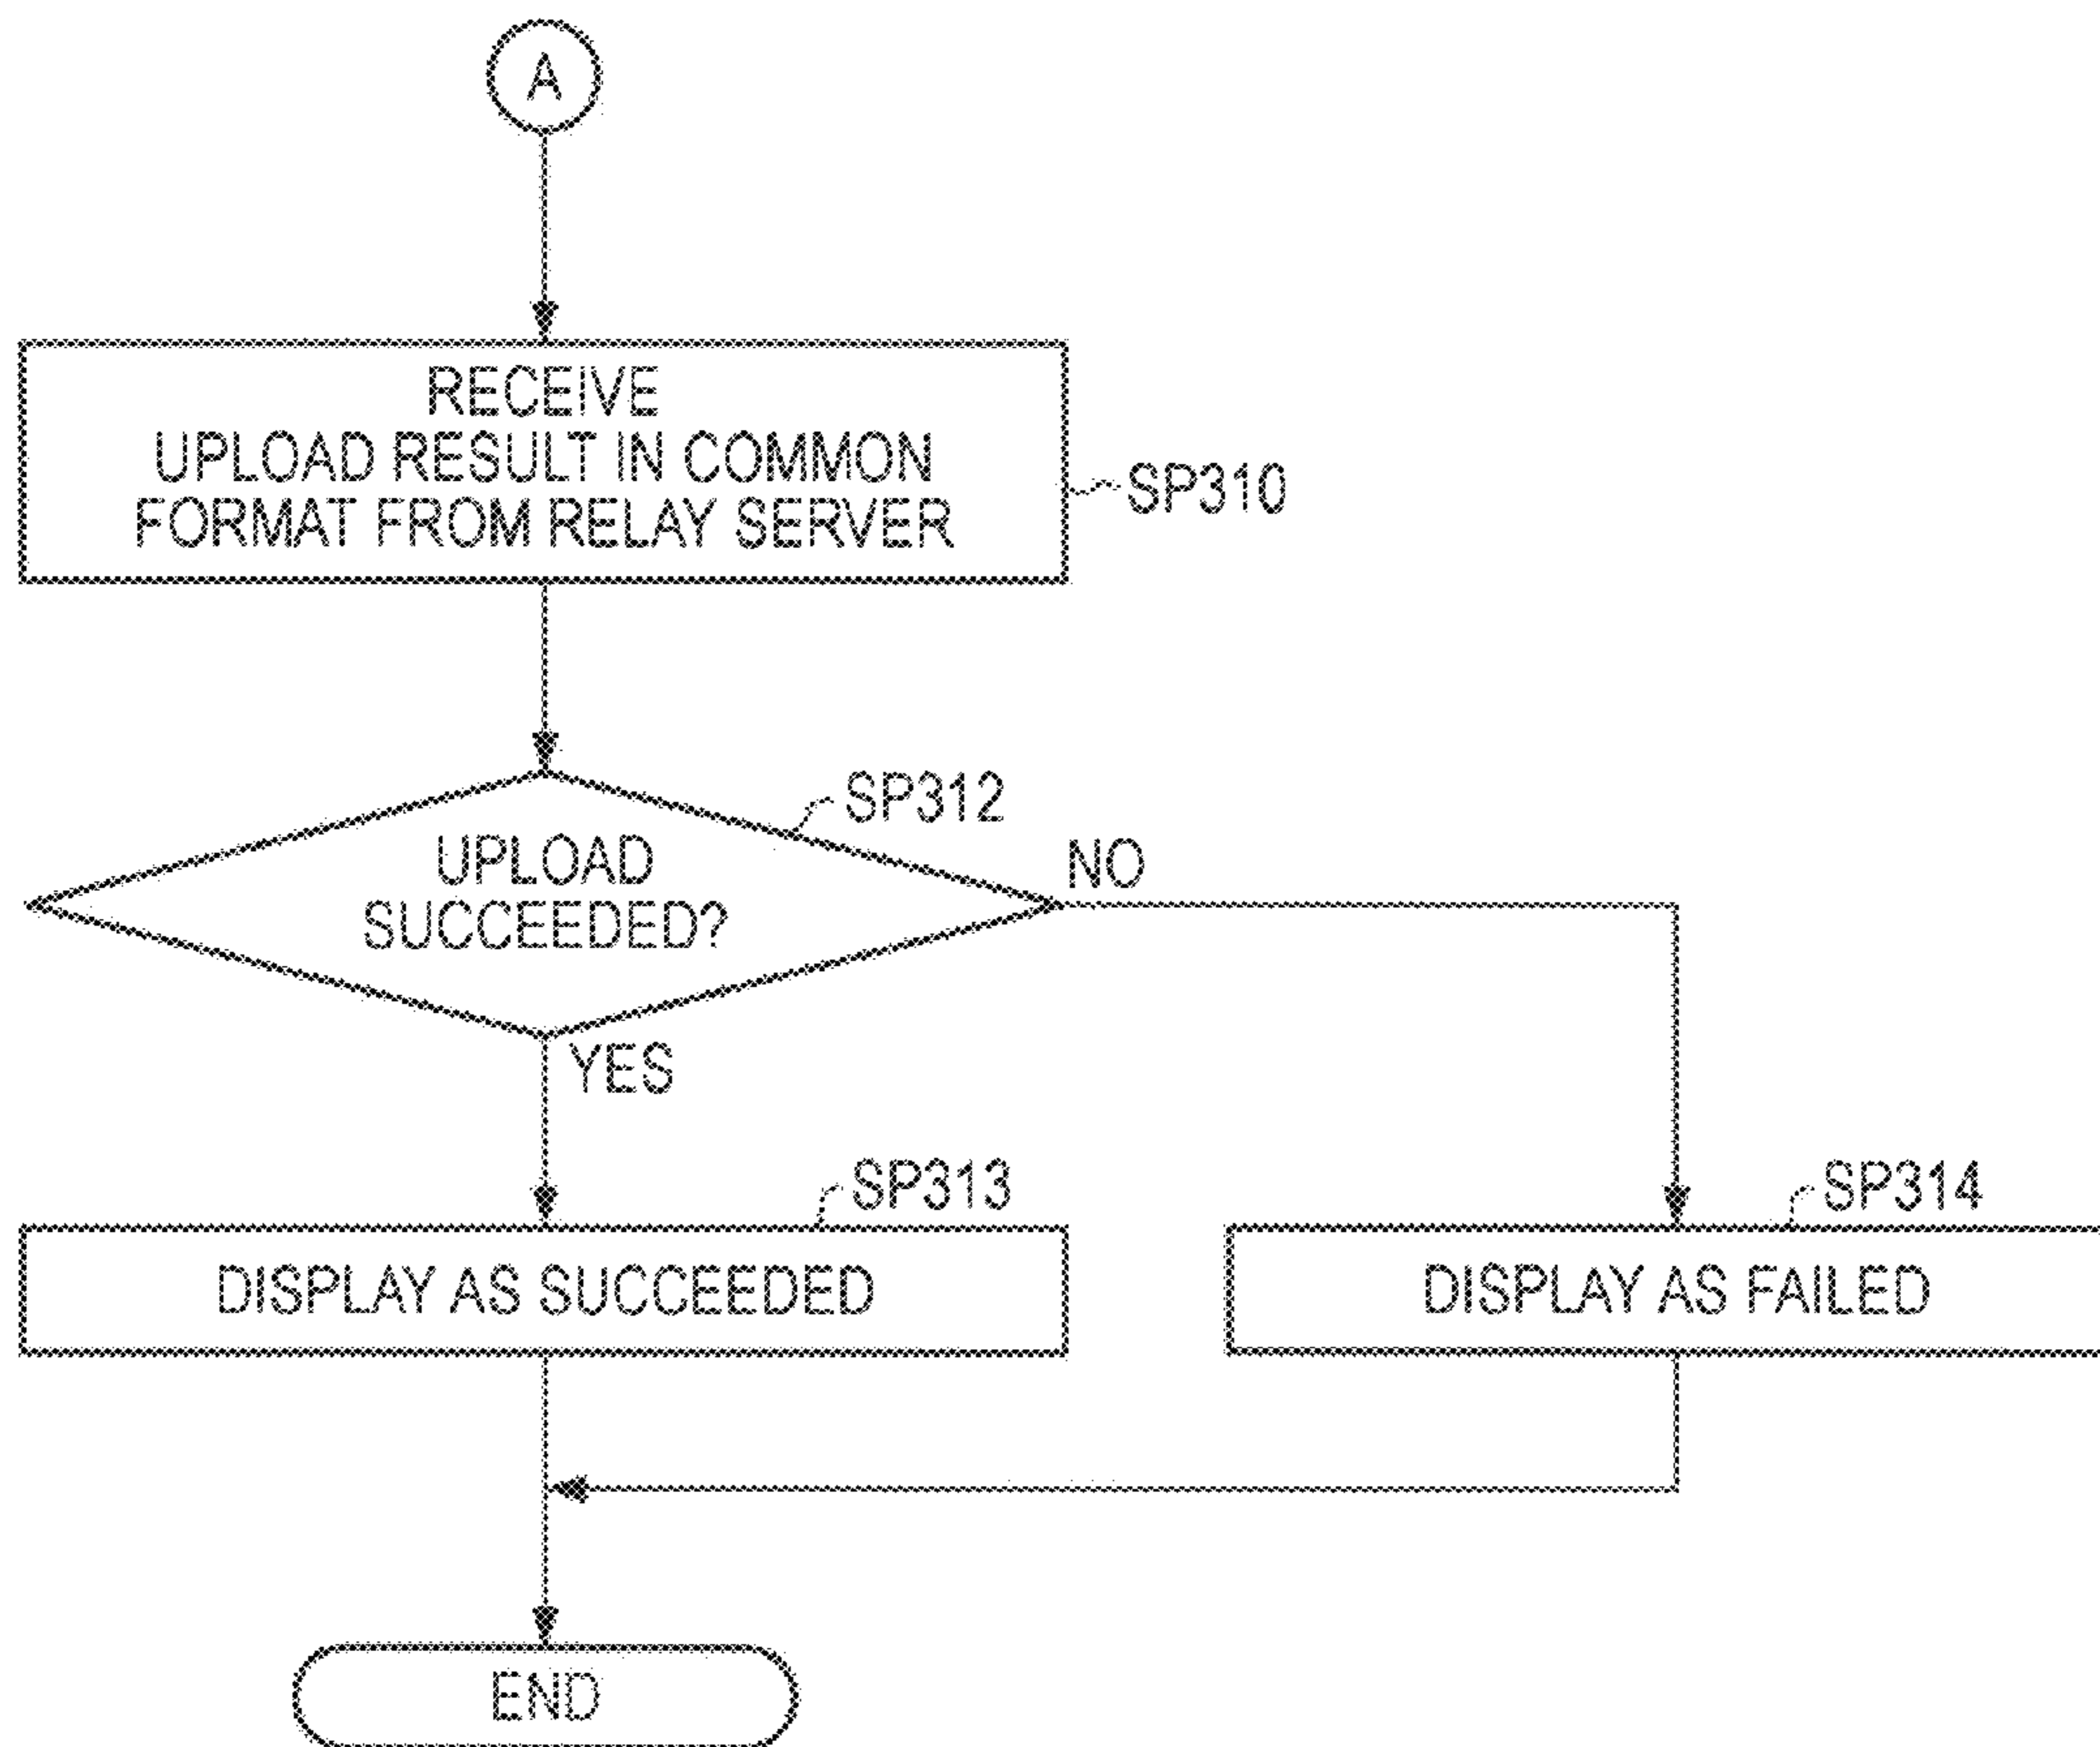 A
RECEIVE
UPLOAD RESULT IN COMMON
FORMAT FROM RELAY SERVER
SP310
SP312
UPLOAD
SUCCEEDED?
NO
YES
SP313
DISPLAY AS SUCCEEDED
SP314
DISPLAY AS FAILED
END